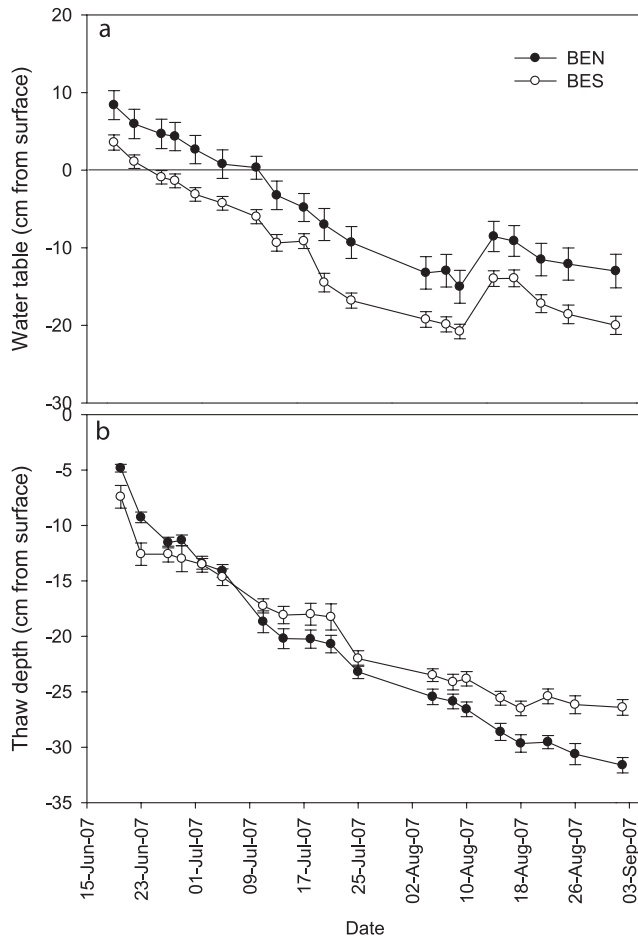 a
20
10
0
-10
-20
-30
Water table (cm from surface)
BEN
BES
b
0
-5
-10
-15
-20
-25
-30
-35
Thaw depth (cm from surface)
15-Jun-07
23-Jun-07
01-Jul-07
09-Jul-07
17-Jul-07
25-Jul-07
02-Aug-07
10-Aug-07
18-Aug-07
26-Aug-07
03-Sep-07
Date